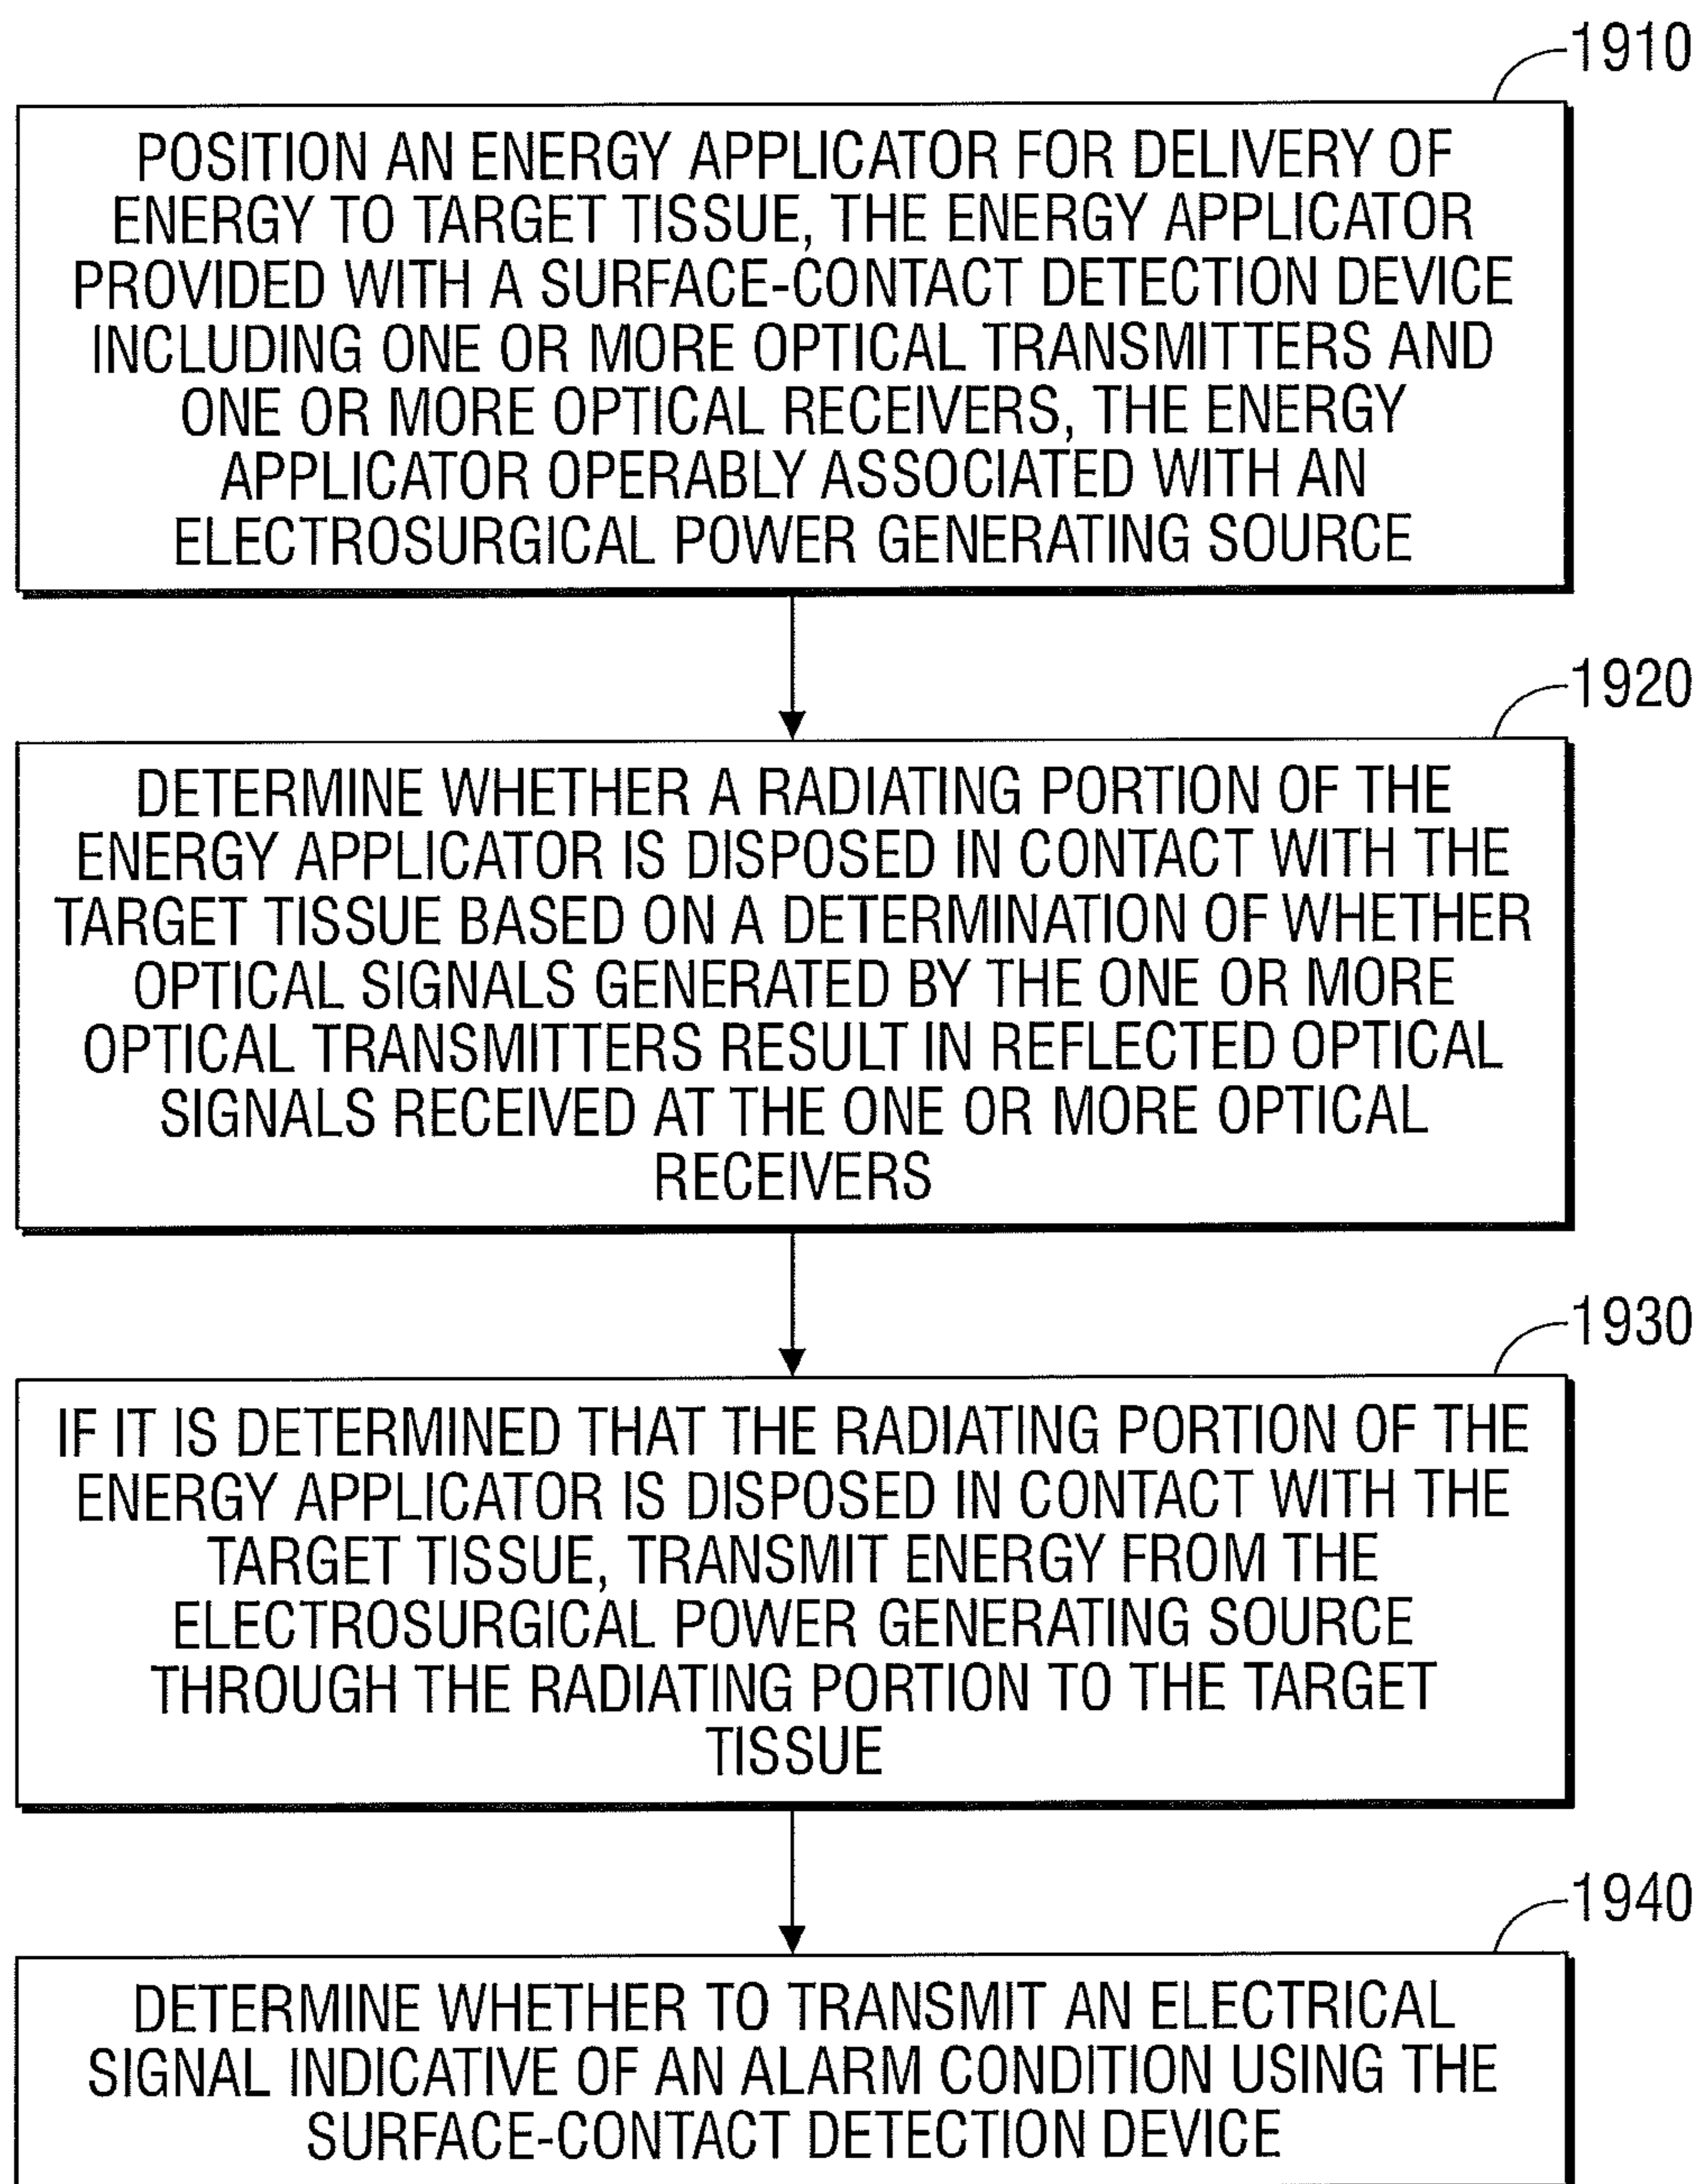 1910
POSITION AN ENERGY APPLICATOR FOR DELIVERY OF
ENERGY TO TARGET TISSUE, THE ENERGY APPLICATOR
PROVIDED WITH A SURFACE-CONTACT DETECTION DEVICE
INCLUDING ONE OR MORE OPTICAL TRANSMITTERS AND
ONE OR MORE OPTICAL RECEIVERS, THE ENERGY
APPLICATOR OPERABLY ASSOCIATED WITH AN
ELECTROSURGICAL POWER GENERATING SOURCE
1920
DETERMINE WHETHER A RADIATING PORTION OF THE
ENERGY APPLICATOR IS DISPOSED IN CONTACT WITH THE
TARGET TISSUE BASED ON A DETERMINATION OF WHETHER
OPTICAL SIGNALS GENERATED BY THE ONE OR MORE
OPTICAL TRANSMITTERS RESULT IN REFLECTED OPTICAL
SIGNALS RECEIVED AT THE ONE OR MORE OPTICAL
RECEIVERS
1930
IF IT IS DETERMINED THAT THE RADIATING PORTION OF THE
ENERGY APPLICATOR IS DISPOSED IN CONTACT WITH THE
TARGET TISSUE, TRANSMIT ENERGY FROM THE
ELECTROSURGICAL POWER GENERATING SOURCE
THROUGH THE RADIATING PORTION TO THE TARGET
TISSUE
1940
DETERMINE WHETHER TO TRANSMIT AN ELECTRICAL
SIGNAL INDICATIVE OF AN ALARM CONDITION USING THE
SURFACE-CONTACT DETECTION DEVICE